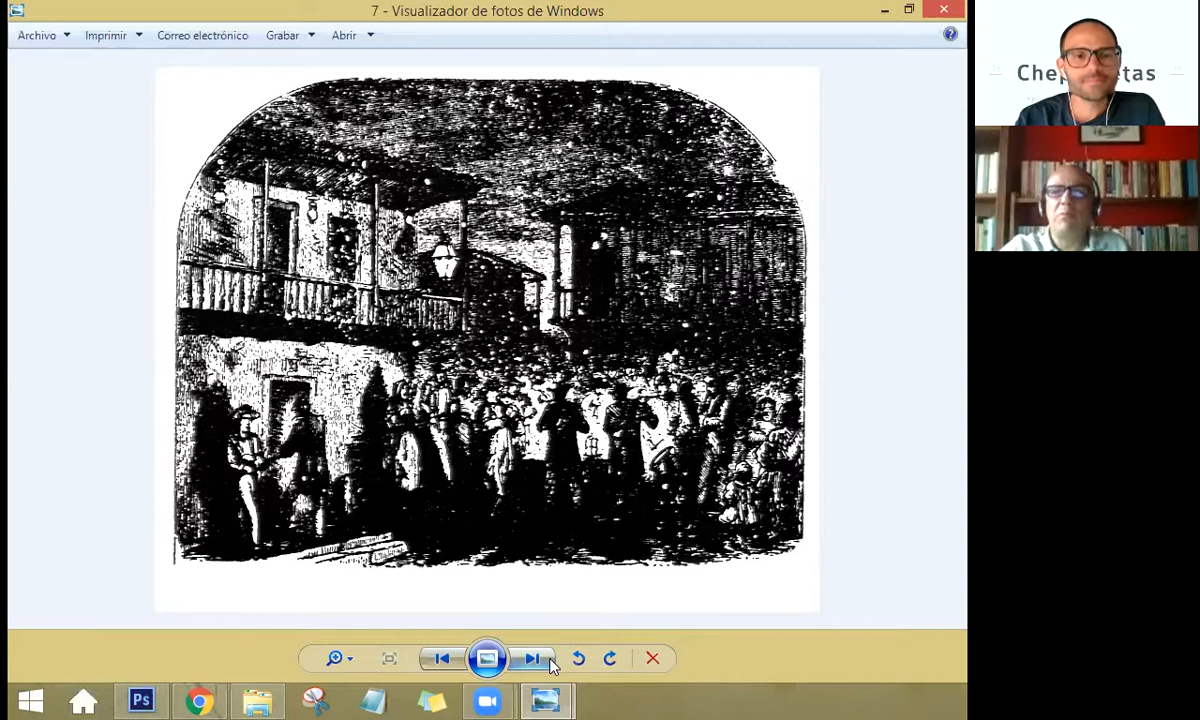 7 - Visualizador de fotos de Windows
Archivo Imprimir Correo electrónico Grabar Abrir
Ps